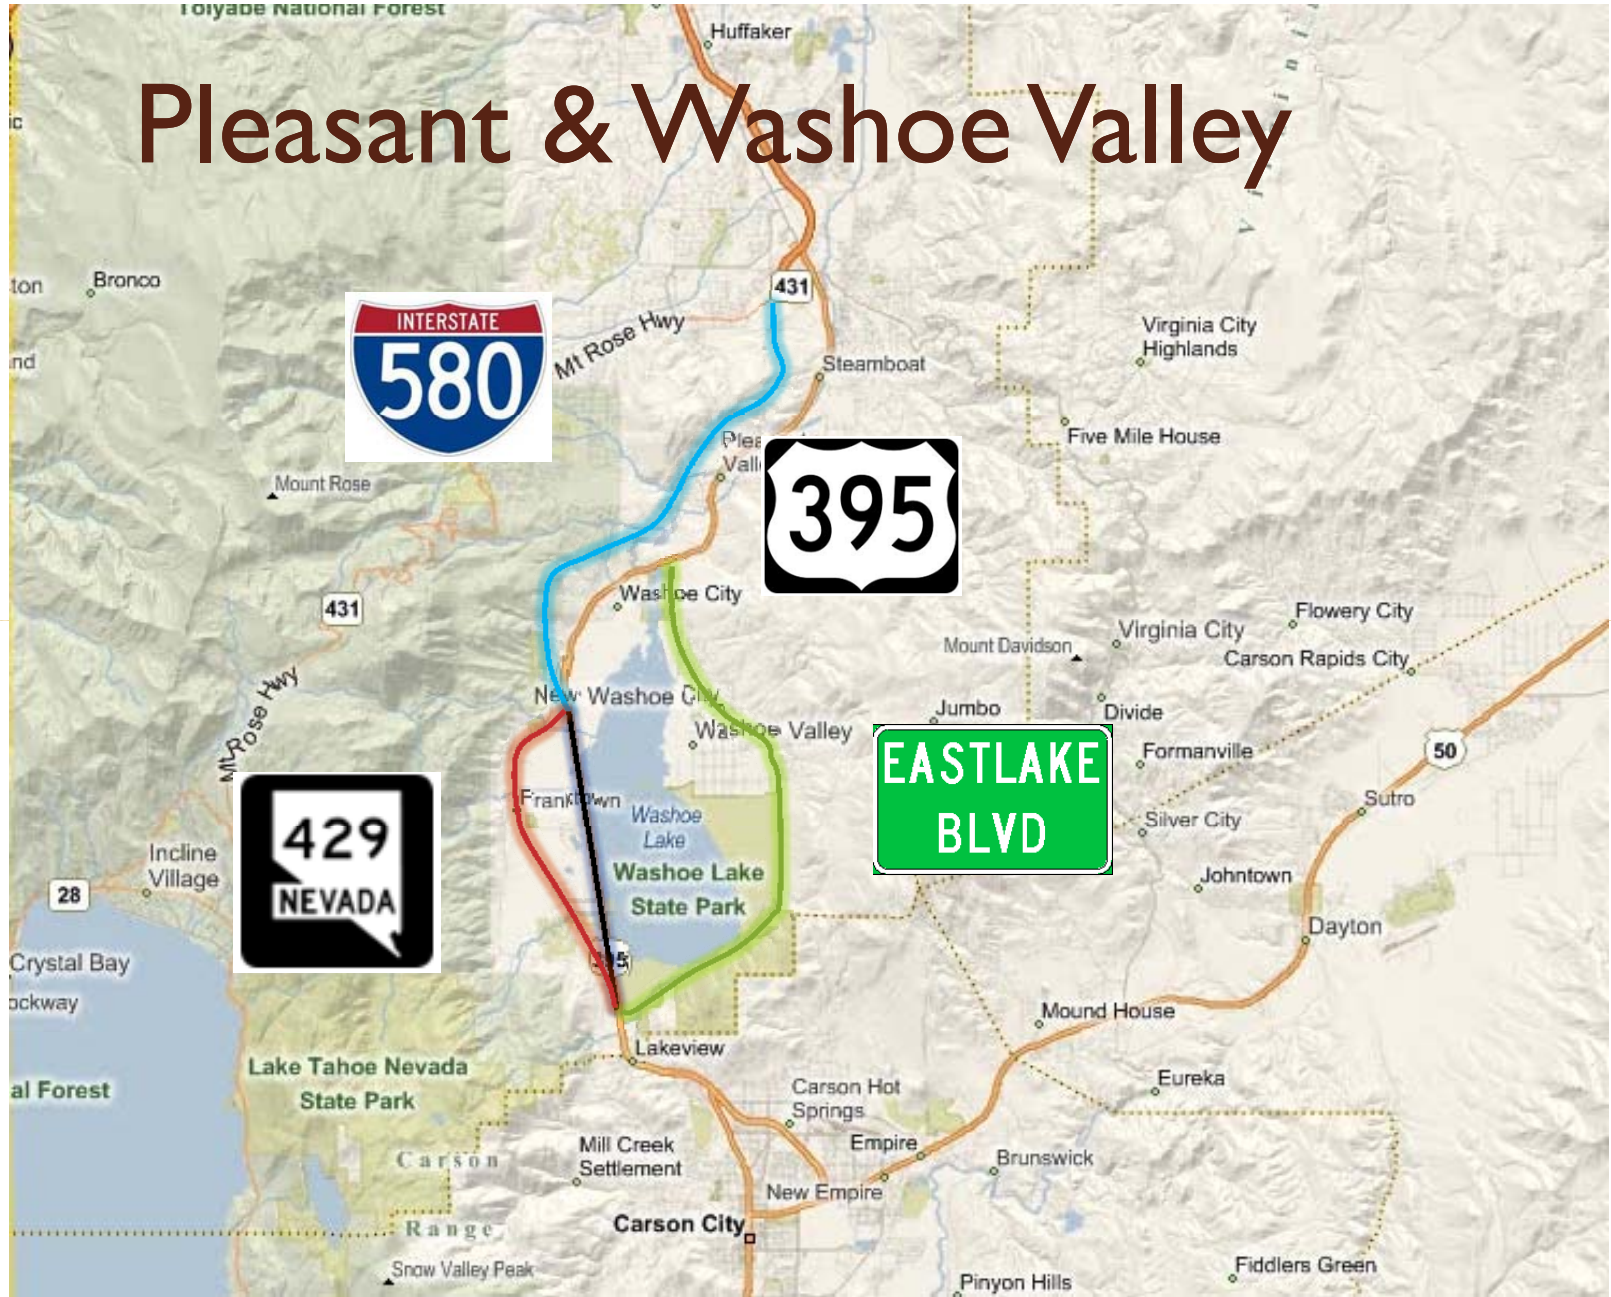 Toiyabe National Forest
Huffaker
Pleasant & Washoe Valley
Bronco
431
INTERSTATE
580
Mt Rose Hwy
Steamboat
Virginia City
Highlands
Five Mile House
Mount Rose
395
431
Washoe City
Flowery City
Virginia City
Mount Davidson
Carson Rapids City
Mt Rose Hwy
New Washoe City
Washoe Valley
Jumbo
Divide
EASTLAKE
BLVD
Formanville
50
Franktown
Washoe
Lake
Sutro
Silver City
429
NEVADA
Incline
Village
28
Washoe Lake
State Park
Johntown
Dayton
Crystal Bay
Mound House
Lakeview
Lake Tahoe Nevada
State Park
al Forest
Eureka
Carson Hot
Springs
Mill Creek
Settlement
Empire
Brunswick
Carson
Range
New Empire
Carson City
Snow Valley Peak
Fiddlers Green
Pinyon Hills